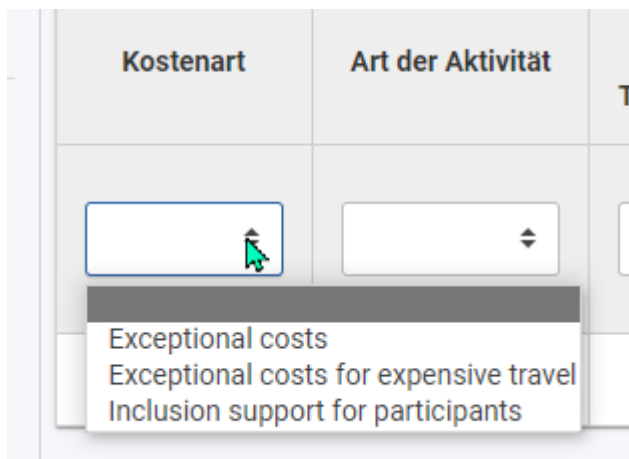 Kostenart
Art der Aktivität
Exceptional costs
Exceptional costs for expensive travel
Inclusion support for participants